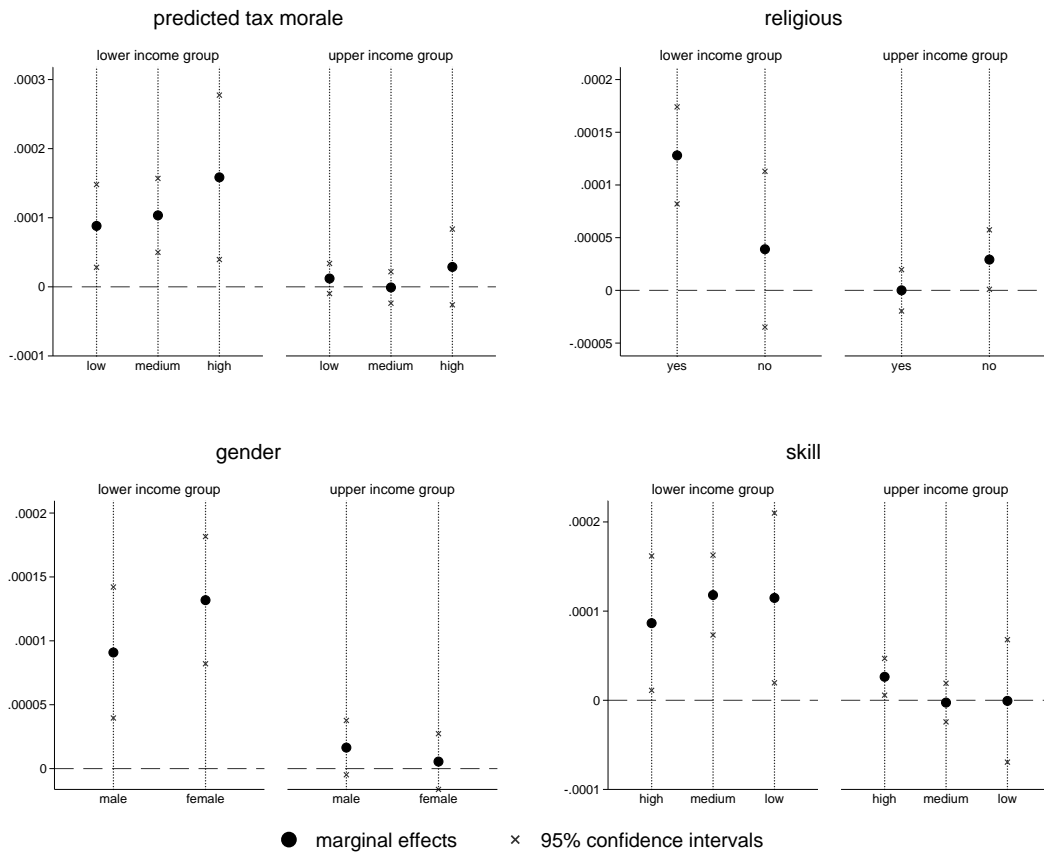 predicted tax morale
lower income group upper income group
.0003
.0002
.0001
0
-.0001
low medium high low medium high
religious
lower income group upper income group
.0002
.00015
.0001
.00005
0
-.00005
yes no yes no
gender
lower income group upper income group
.0002
.00015
.0001
.00005
0
male female male female
skill
lower income group upper income group
.0002
.0001
0
-.0001
high medium low high medium low
marginal effects 95% confidence intervals